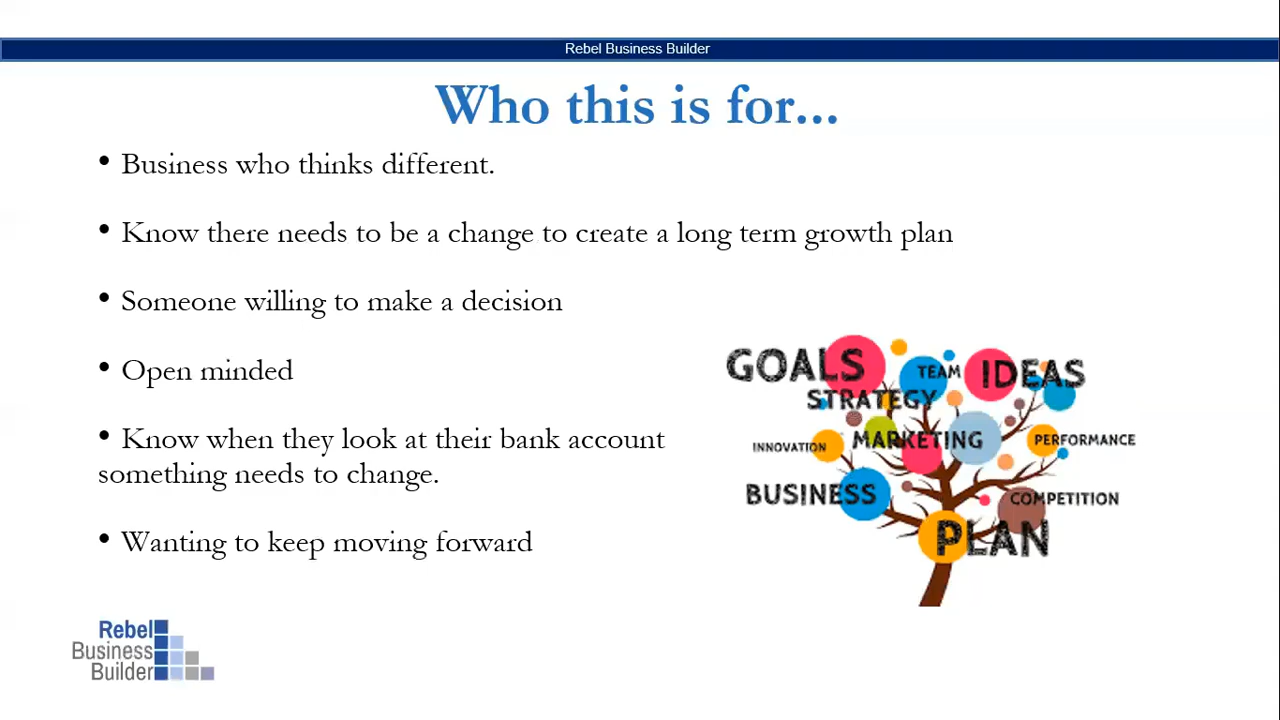 Rebel Business Builder
Who this is for...
• Business who thinks different.
• Know there needs to be a change to create a long term growth plan
• Someone willing to make a decision
• Open minded
• Know when they look at their bank account
something needs to change.
• Wanting to keep moving forward
GOALS
TEAM
IDEAS
STRATEGY
INNOVATION
MARKETING
PERFORMANCE
BUSINESS
COMPETITION
PLAN
Rebel
Business
Builder